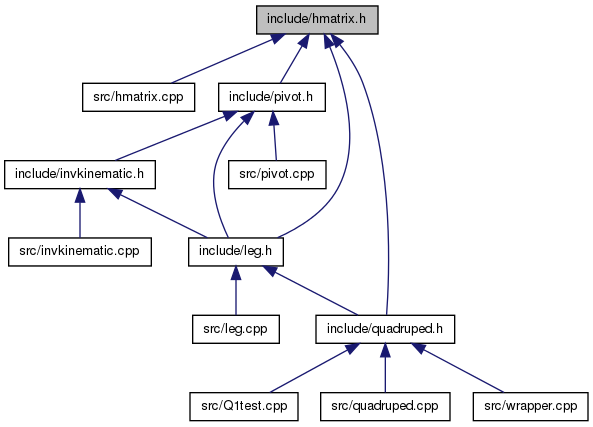 include/hmatrix.h
src/hmatrix.cpp
include/pivot.h
include/invkinematic.h
src/pivot.cpp
src/invkinematic.cpp
include/leg.h
src/leg.cpp
include/quadruped.h
src/Q1test.cpp
src/quadruped.cpp
src/wrapper.cpp